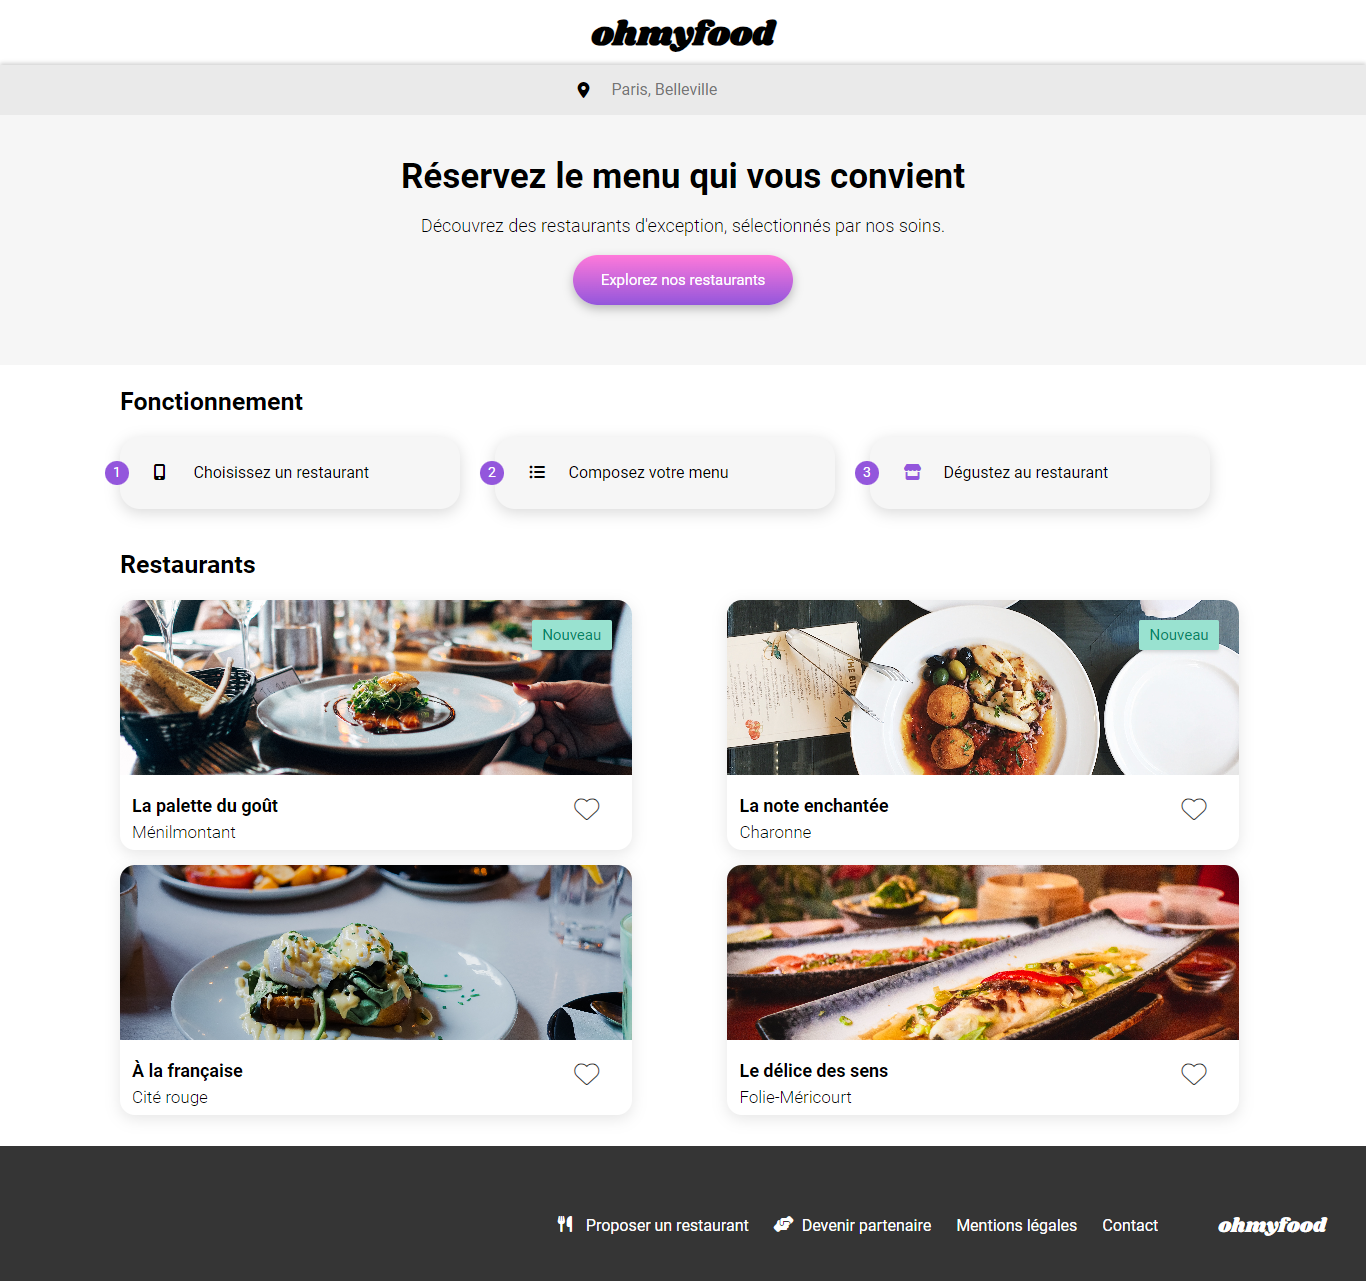 ohmyfood
Paris, Belleville
Réservez le menu qui vous convient
Découvrez des restaurants d'exception, sélectionnés par nos soins.
Explorez nos restaurants
Fonctionnement
1 Choisissez un restaurant
2 Composez votre menu
3 Dégustez au restaurant
Restaurants
Nouveau
La palette du goût
Ménilmontant
Nouveau
La note enchantée
Charonne
À la française
Cité rouge
Le délice des sens
Folie-Méricourt
Proposer un restaurant Devenir partenaire Mentions légales Contact ohmyfood